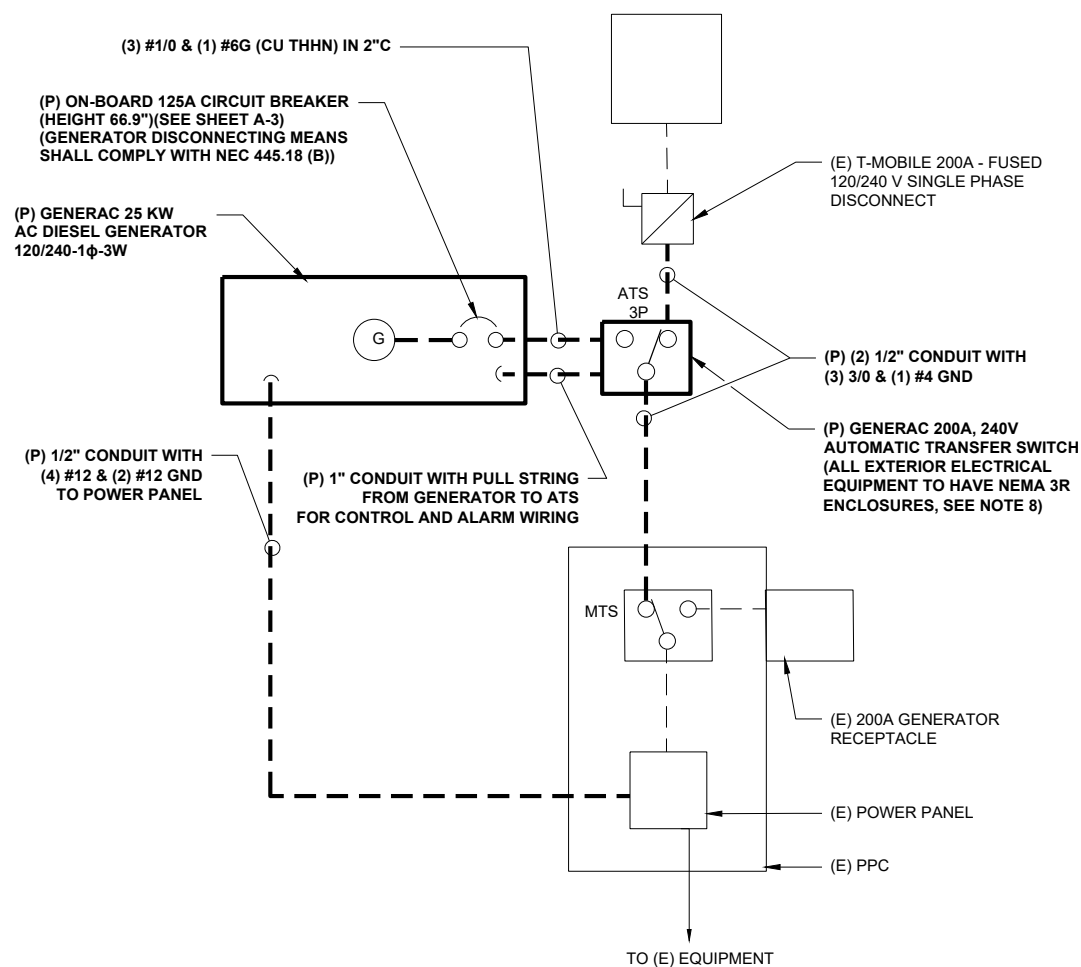 (3) #1/0 & (1) #6G (CU THHN) IN 2"C
(P) ON-BOARD 125A CIRCUIT BREAKER
(HEIGHT 66.9")(SEE SHEET A-3)
(GENERATOR DISCONNECTING MEANS
SHALL COMPLY WITH NEC 445.18 (B))
(P) GENERAC 25 KW
AC DIESEL GENERATOR
120/240-1ϕ-3W
(E) T-MOBILE 200A - FUSED
120/240 V SINGLE PHASE
DISCONNECT
ATS
3P
G
(P) (2) 1/2" CONDUIT WITH
(3) 3/0 & (1) #4 GND
(P) GENERAC 200A, 240V
AUTOMATIC TRANSFER SWITCH
(ALL EXTERIOR ELECTRICAL
EQUIPMENT TO HAVE NEMA 3R
ENCLOSURES, SEE NOTE 8)
(P) 1/2" CONDUIT WITH
(4) #12 & (2) #12 GND
TO POWER PANEL
(P) 1" CONDUIT WITH PULL STRING
FROM GENERATOR TO ATS
FOR CONTROL AND ALARM WIRING
MTS
(E) 200A GENERATOR
RECEPTACLE
(E) POWER PANEL
(E) PPC
TO (E) EQUIPMENT